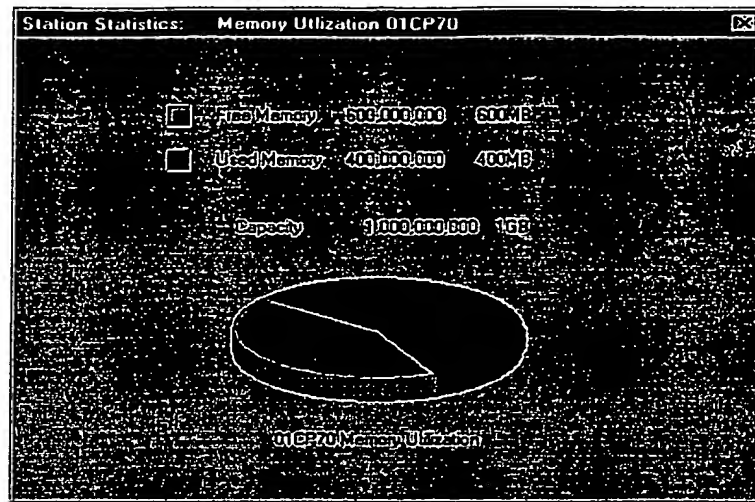 Station Statistics: Memory Utlization 01CP70
Free Memory 600,000,000 600MB
Used Memory 400,000,000 400MB
Capacity 1,000,000,000 1GB
01CP70 Memory Utlization